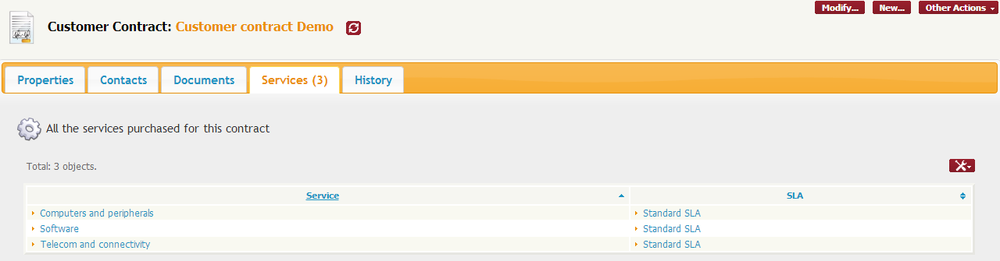 Modify... New... Other Actions
Customer Contract: Customer contract Demo
Properties Contacts Documents Services (3) History
All the services purchased for this contract
Total: 3 objects.
Service SLA
Computers and peripherals Standard SLA
Software Standard SLA
Telecom and connectivity Standard SLA